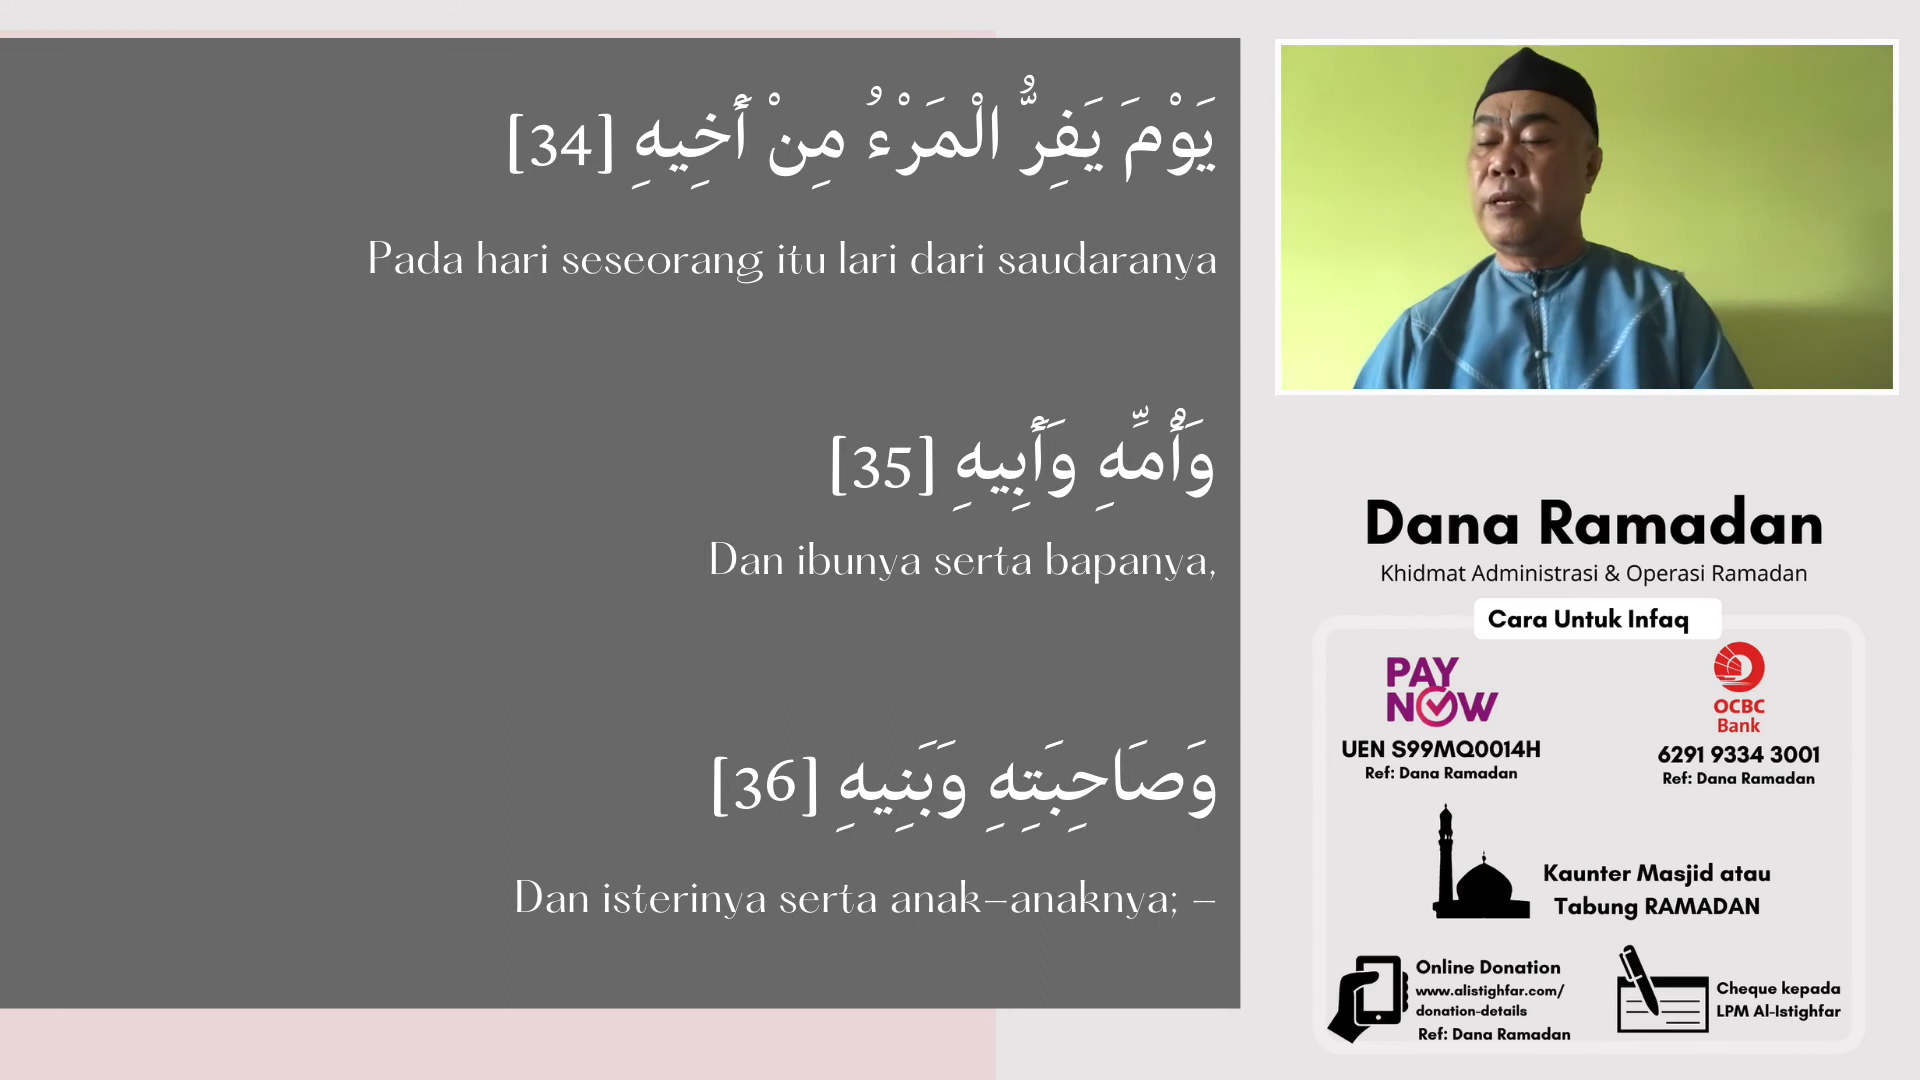 يَوْمَ يَفِرُّ الْمَرْءُ مِنْ أَخِيهِ [34]
Pada hari seseorang itu lari dari saudaranya
وَأُمِّهِ وَأَبِيهِ [35]
Dan ibunya serta bapanya,
وَصَاحِبَتِهِ وَبَنِيهِ [36]
Dan isterinya serta anak-anaknya; -
Dana Ramadan
Khidmat Administrasi & Operasi Ramadan
Cara Untuk Infaq
PAY
NOW
UEN S99MQ0014H
Ref: Dana Ramadan
OCBC
Bank
6291 9334 3001
Ref: Dana Ramadan
Kaunter Masjid atau
Tabung RAMADAN
Online Donation
www.alistighfar.com/
donation-details
Ref: Dana Ramadan
Cheque kepada
LPM Al-Istighfar